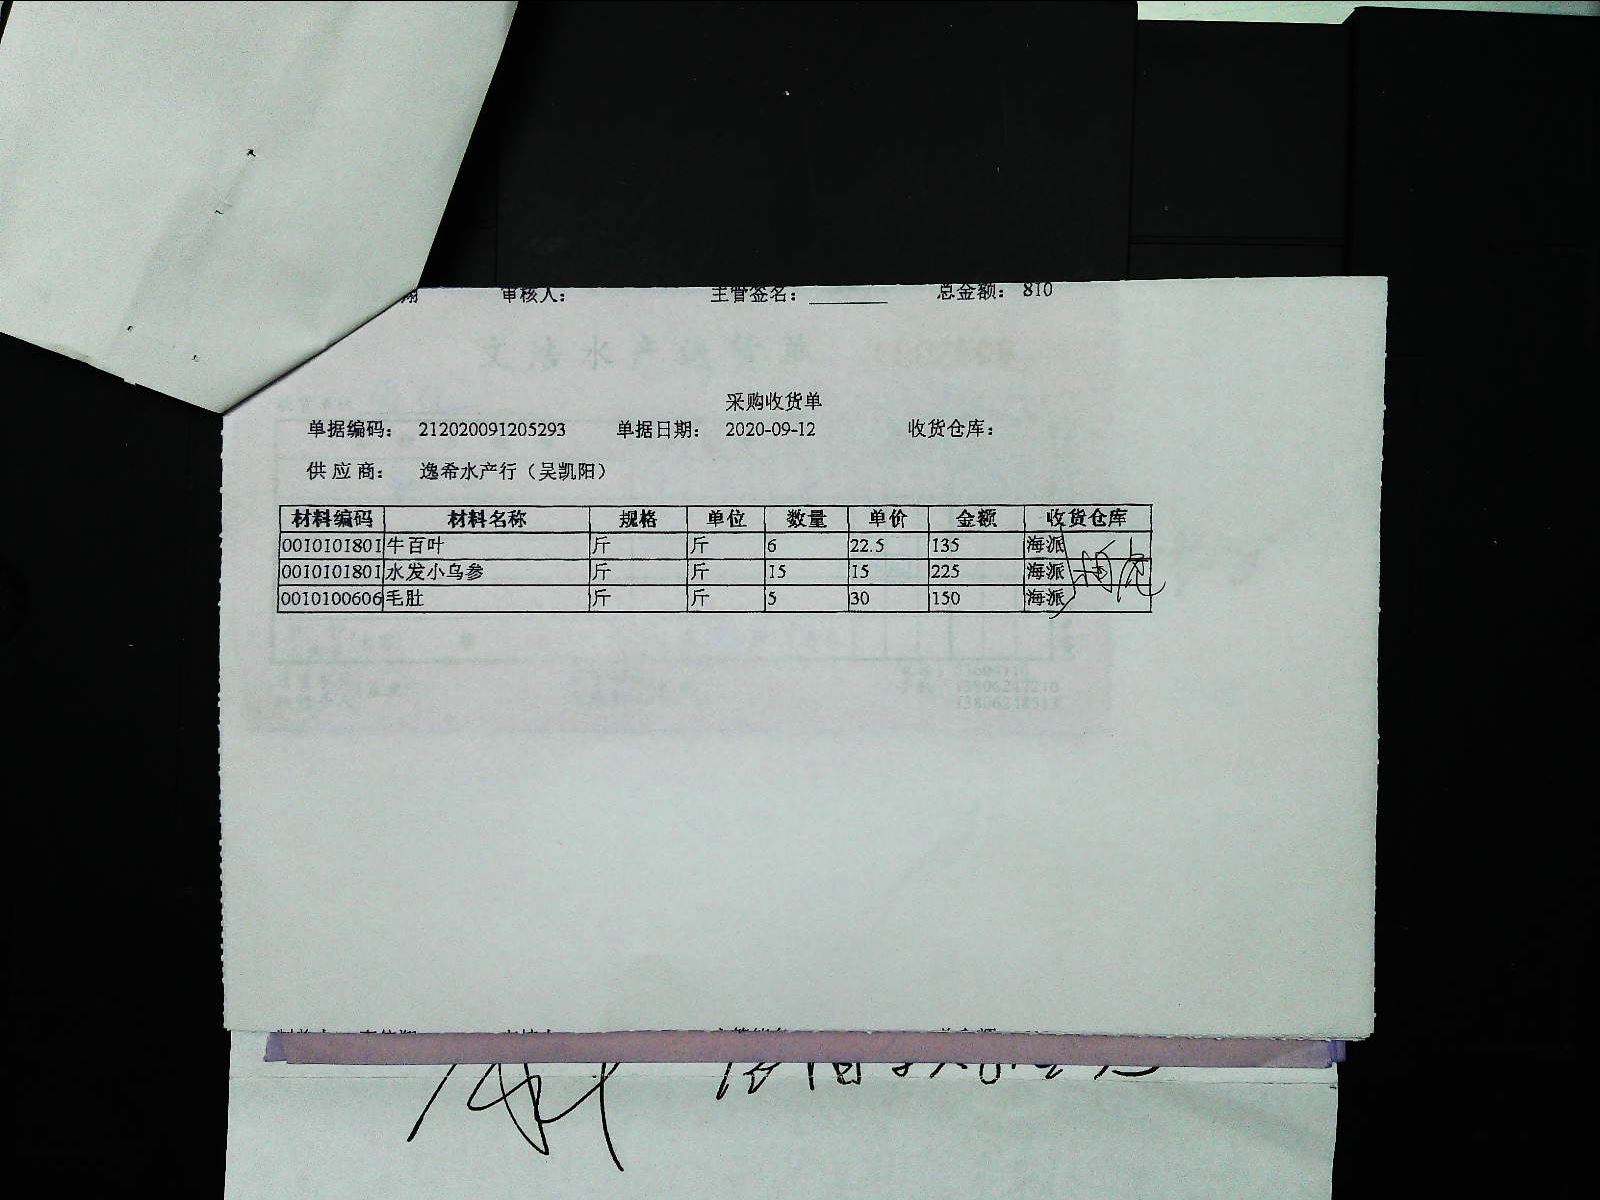 翔 审核人： 主管签名：________ 总金额： 810
采购收货单
单据编码： 212020091205293 单据日期： 2020-09-12 收货仓库：
供 应 商： 逸希水产行（吴凯阳）
材料编码 材料名称 规格 单位 数量 单价 金额 收货仓库
0010101801 牛百叶 斤 斤 6 22.5 135 海派
0010101801 水发小乌参 斤 斤 15 15 225 海派
0010100606 毛肚 斤 斤 5 30 150 海派